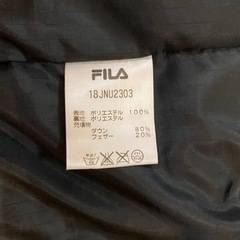 FILA
18JNU2303
表地 ポリエステル 100%
裏地 ポリエステル
充填物
ダウン 80%
フェザー 20%